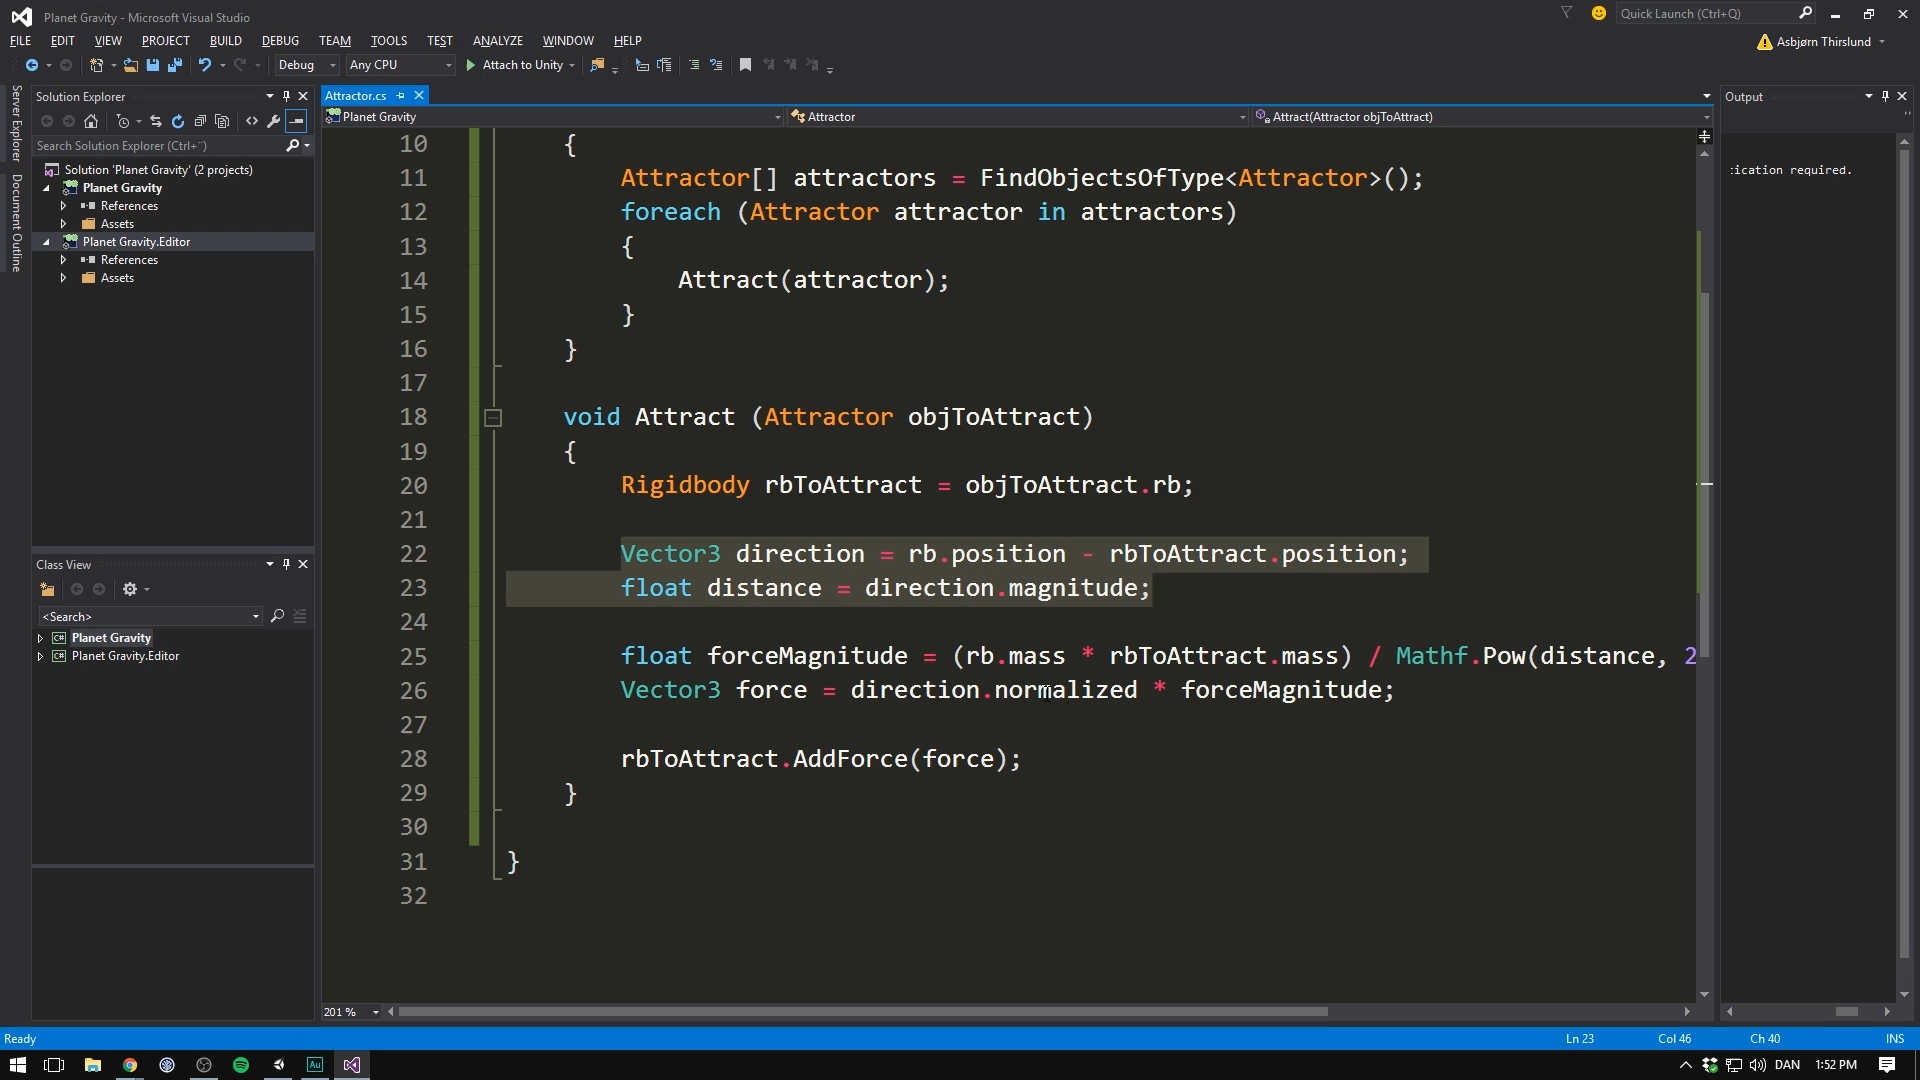 Planet Gravity - Microsoft Visual Studio
Quick Launch (Ctrl+Q)
FILE EDIT VIEW PROJECT BUILD DEBUG TEAM TOOLS TEST ANALYZE WINDOW HELP
Asbjørn Thirslund
Debug Any CPU Attach to Unity
Server Explorer
Document Outline
Solution Explorer
Search Solution Explorer (Ctrl+¨)
Solution 'Planet Gravity' (2 projects)
Planet Gravity
References
Assets
Planet Gravity.Editor
References
Assets
Class View
<Search>
Planet Gravity
Planet Gravity.Editor
Attractor.cs
Planet Gravity
Attractor
Attract(Attractor objToAttract)
10 {
11 Attractor[] attractors = FindObjectsOfType<Attractor>();
12 foreach (Attractor attractor in attractors)
13 {
14 Attract(attractor);
15 }
16 }
17
18 void Attract (Attractor objToAttract)
19 {
20 Rigidbody rbToAttract = objToAttract.rb;
21
22 Vector3 direction = rb.position - rbToAttract.position;
23 float distance = direction.magnitude;
24
25 float forceMagnitude = (rb.mass * rbToAttract.mass) / Mathf.Pow(distance, 2
26 Vector3 force = direction.normalized * forceMagnitude;
27
28 rbToAttract.AddForce(force);
29 }
30
31 }
32
201 %
Output
ication required.
Ready
Ln 23 Col 46 Ch 40 INS
Au
DAN 1:52 PM